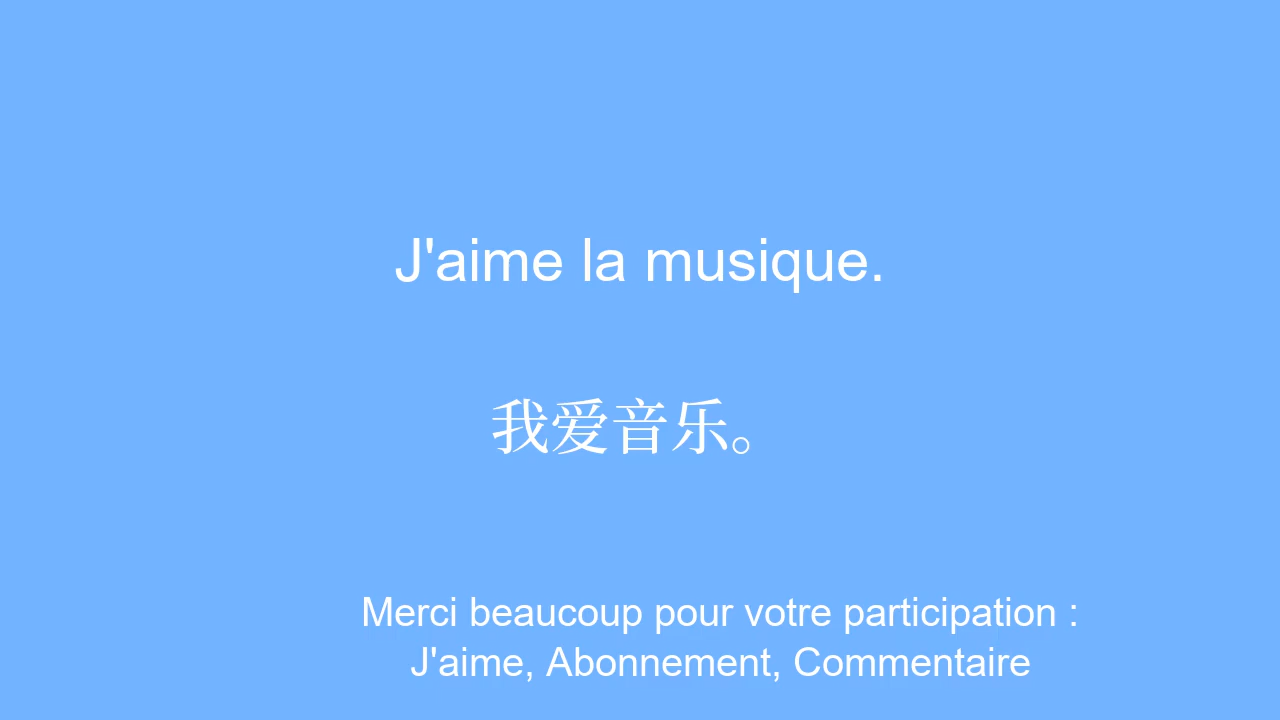 J'aime la musique.
我爱音乐。
Merci beaucoup pour votre participation :
J'aime, Abonnement, Commentaire